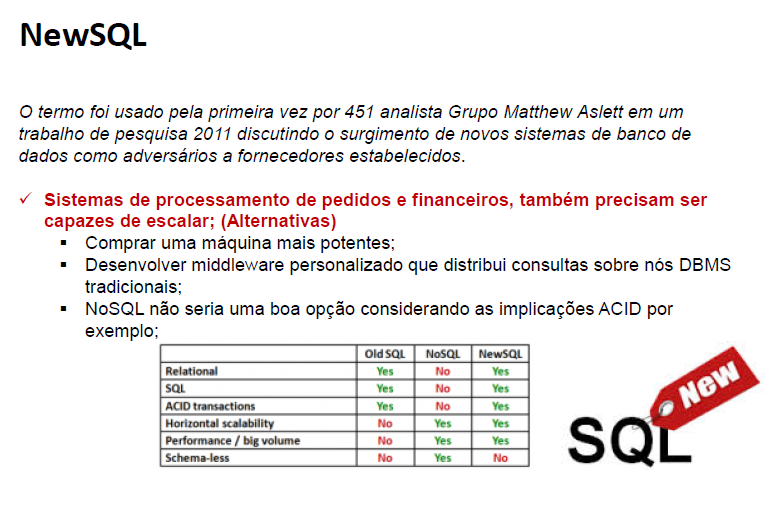 NewSQL
O termo foi usado pela primeira vez por 451 analista Grupo Matthew Aslett em um
trabalho de pesquisa 2011 discutindo o surgimento de novos sistemas de banco de
dados como adversários a fornecedores estabelecidos.
✓ Sistemas de processamento de pedidos e financeiros, também precisam ser
capazes de escalar; (Alternativas)
▪ Comprar uma máquina mais potentes;
▪ Desenvolver middleware personalizado que distribui consultas sobre nós DBMS
tradicionais;
▪ NoSQL não seria uma boa opção considerando as implicações ACID por
exemplo;
Old SQL NoSQL NewSQL
Relational Yes No Yes
SQL Yes No Yes
ACID transactions Yes No Yes
Horizontal scalability No Yes Yes
Performance / big volume No Yes Yes
Schema-less No Yes No
New
SQL